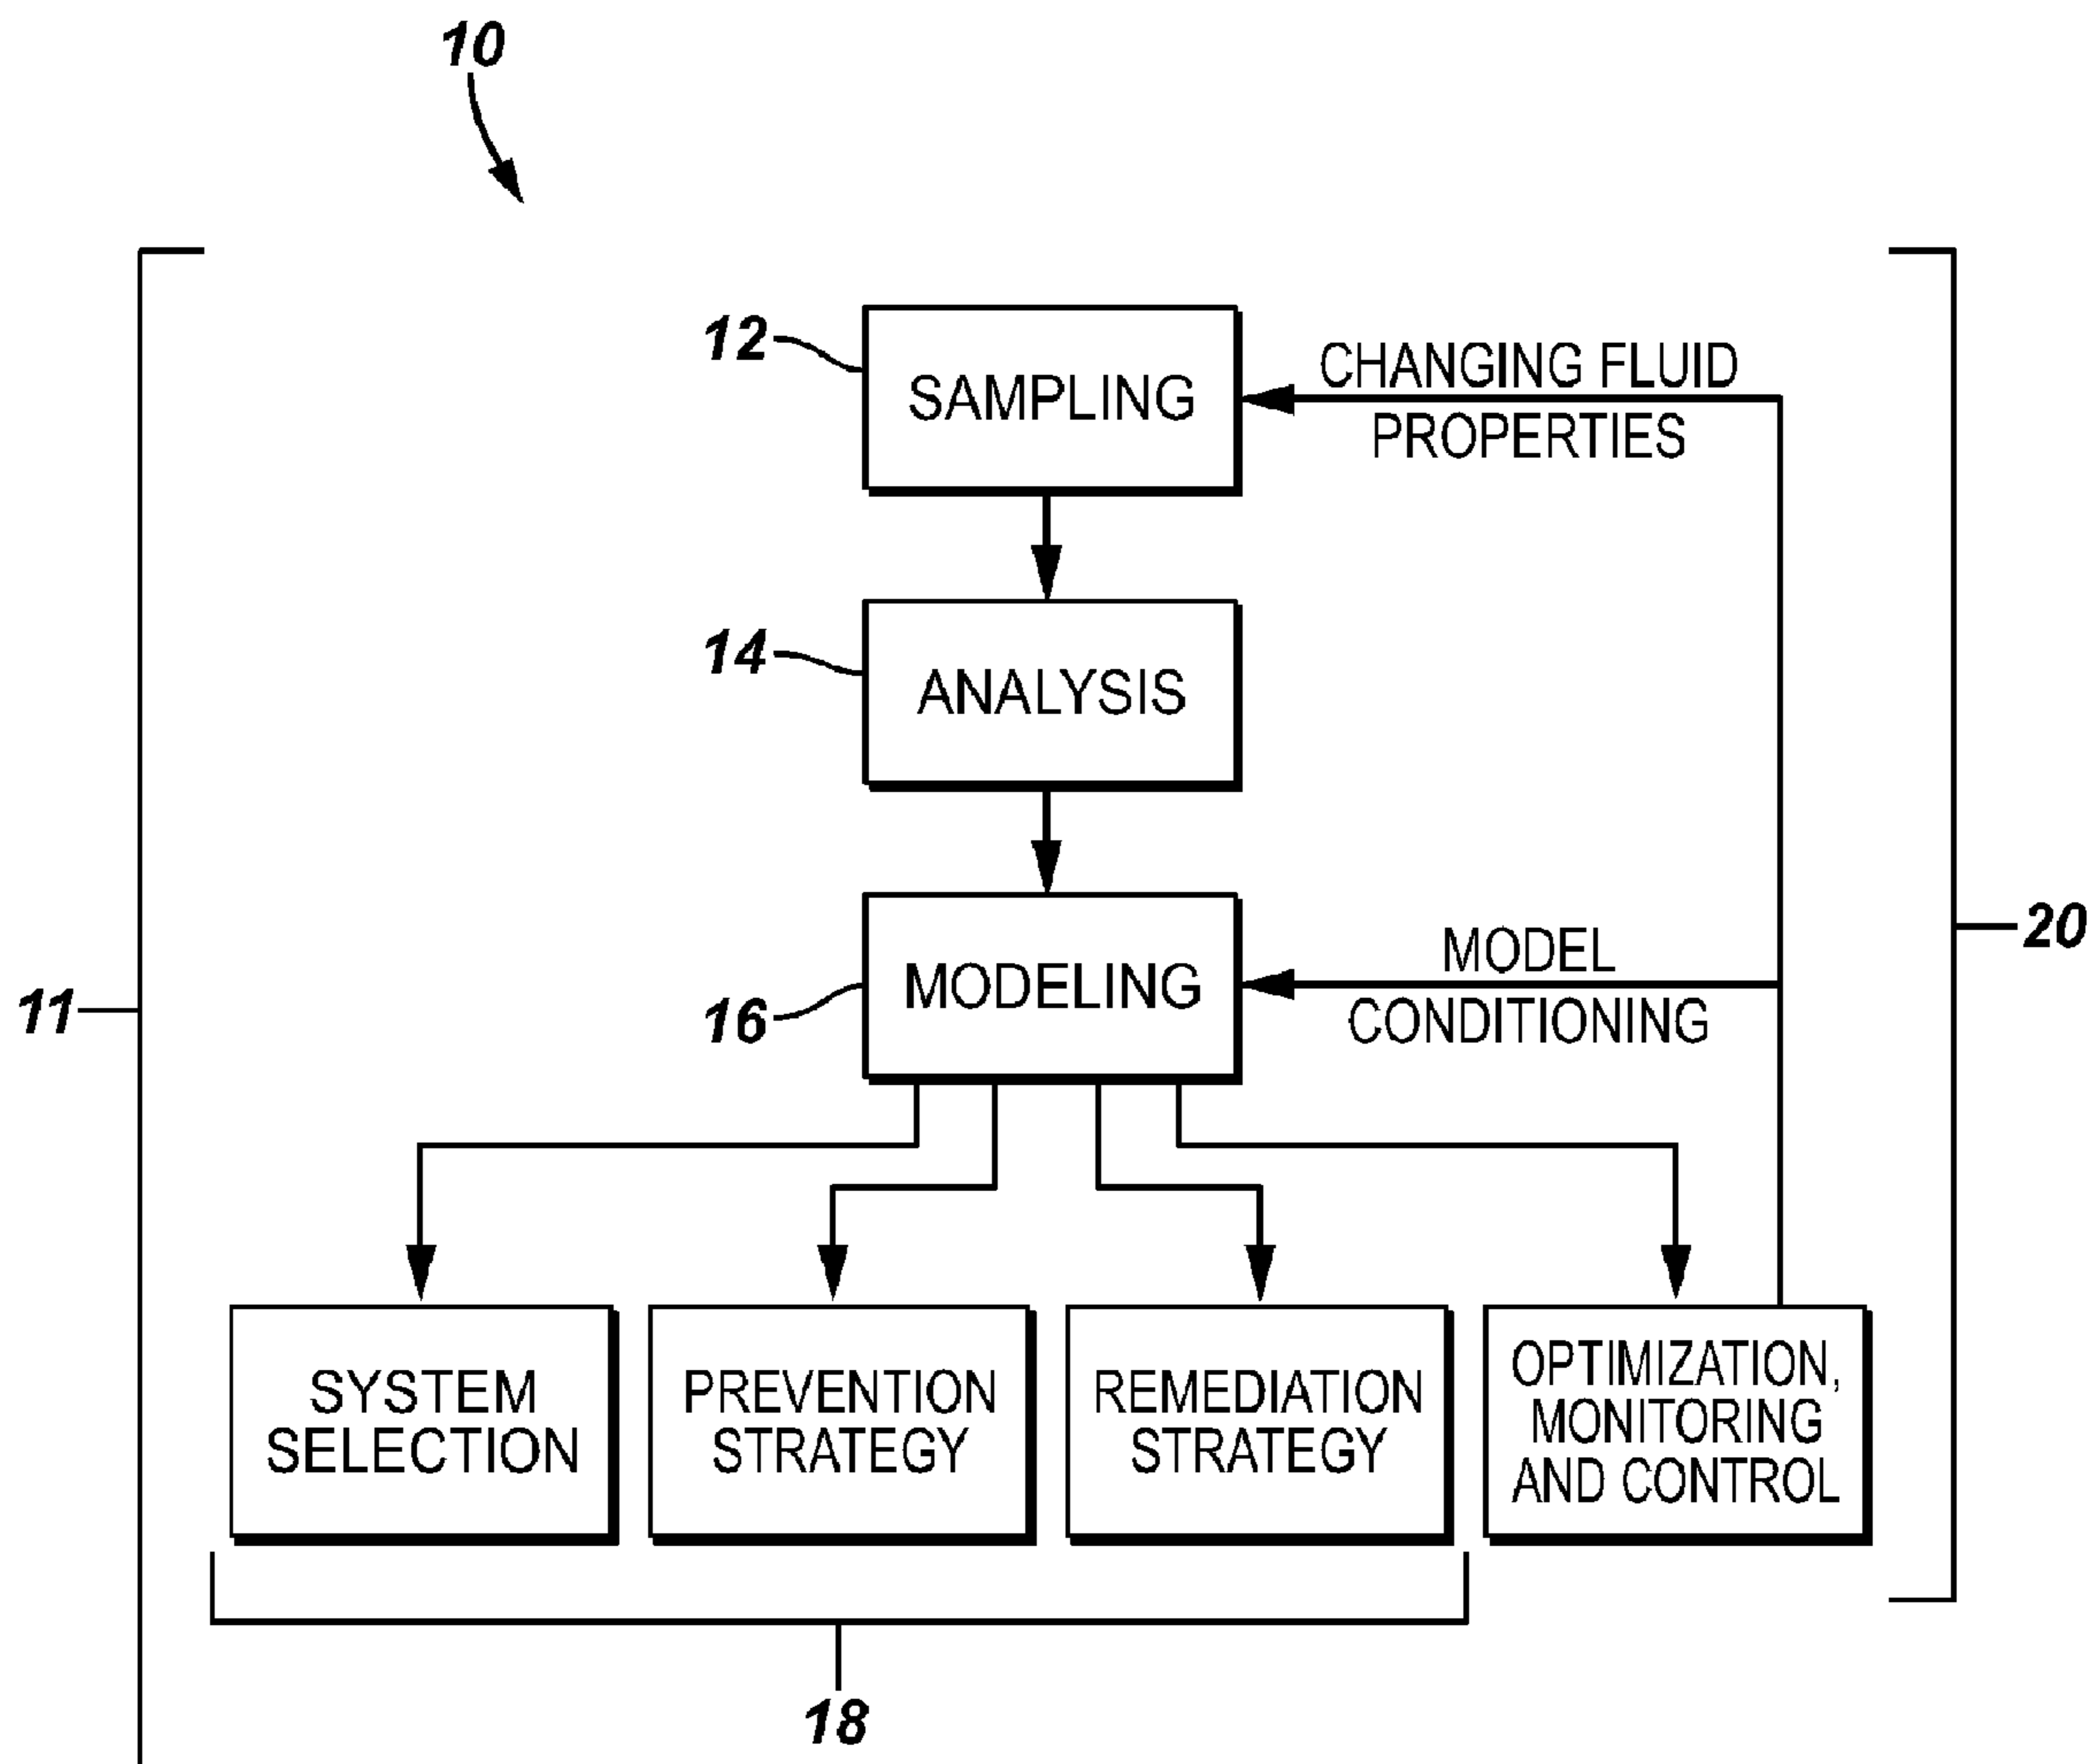 10
12
SAMPLING
CHANGING FLUID
PROPERTIES
14
ANALYSIS
16
MODELING
MODEL
CONDITIONING
11
20
SYSTEM
SELECTION
PREVENTION
STRATEGY
REMEDIATION
STRATEGY
OPTIMIZATION,
MONITORING
AND CONTROL
18